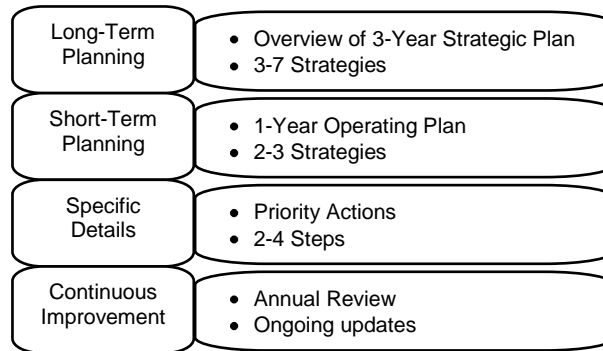 Long-Term
Planning
• Overview of 3-Year Strategic Plan
• 3-7 Strategies
Short-Term
Planning
• 1-Year Operating Plan
• 2-3 Strategies
Specific
Details
• Priority Actions
• 2-4 Steps
Continuous
Improvement
• Annual Review
• Ongoing updates